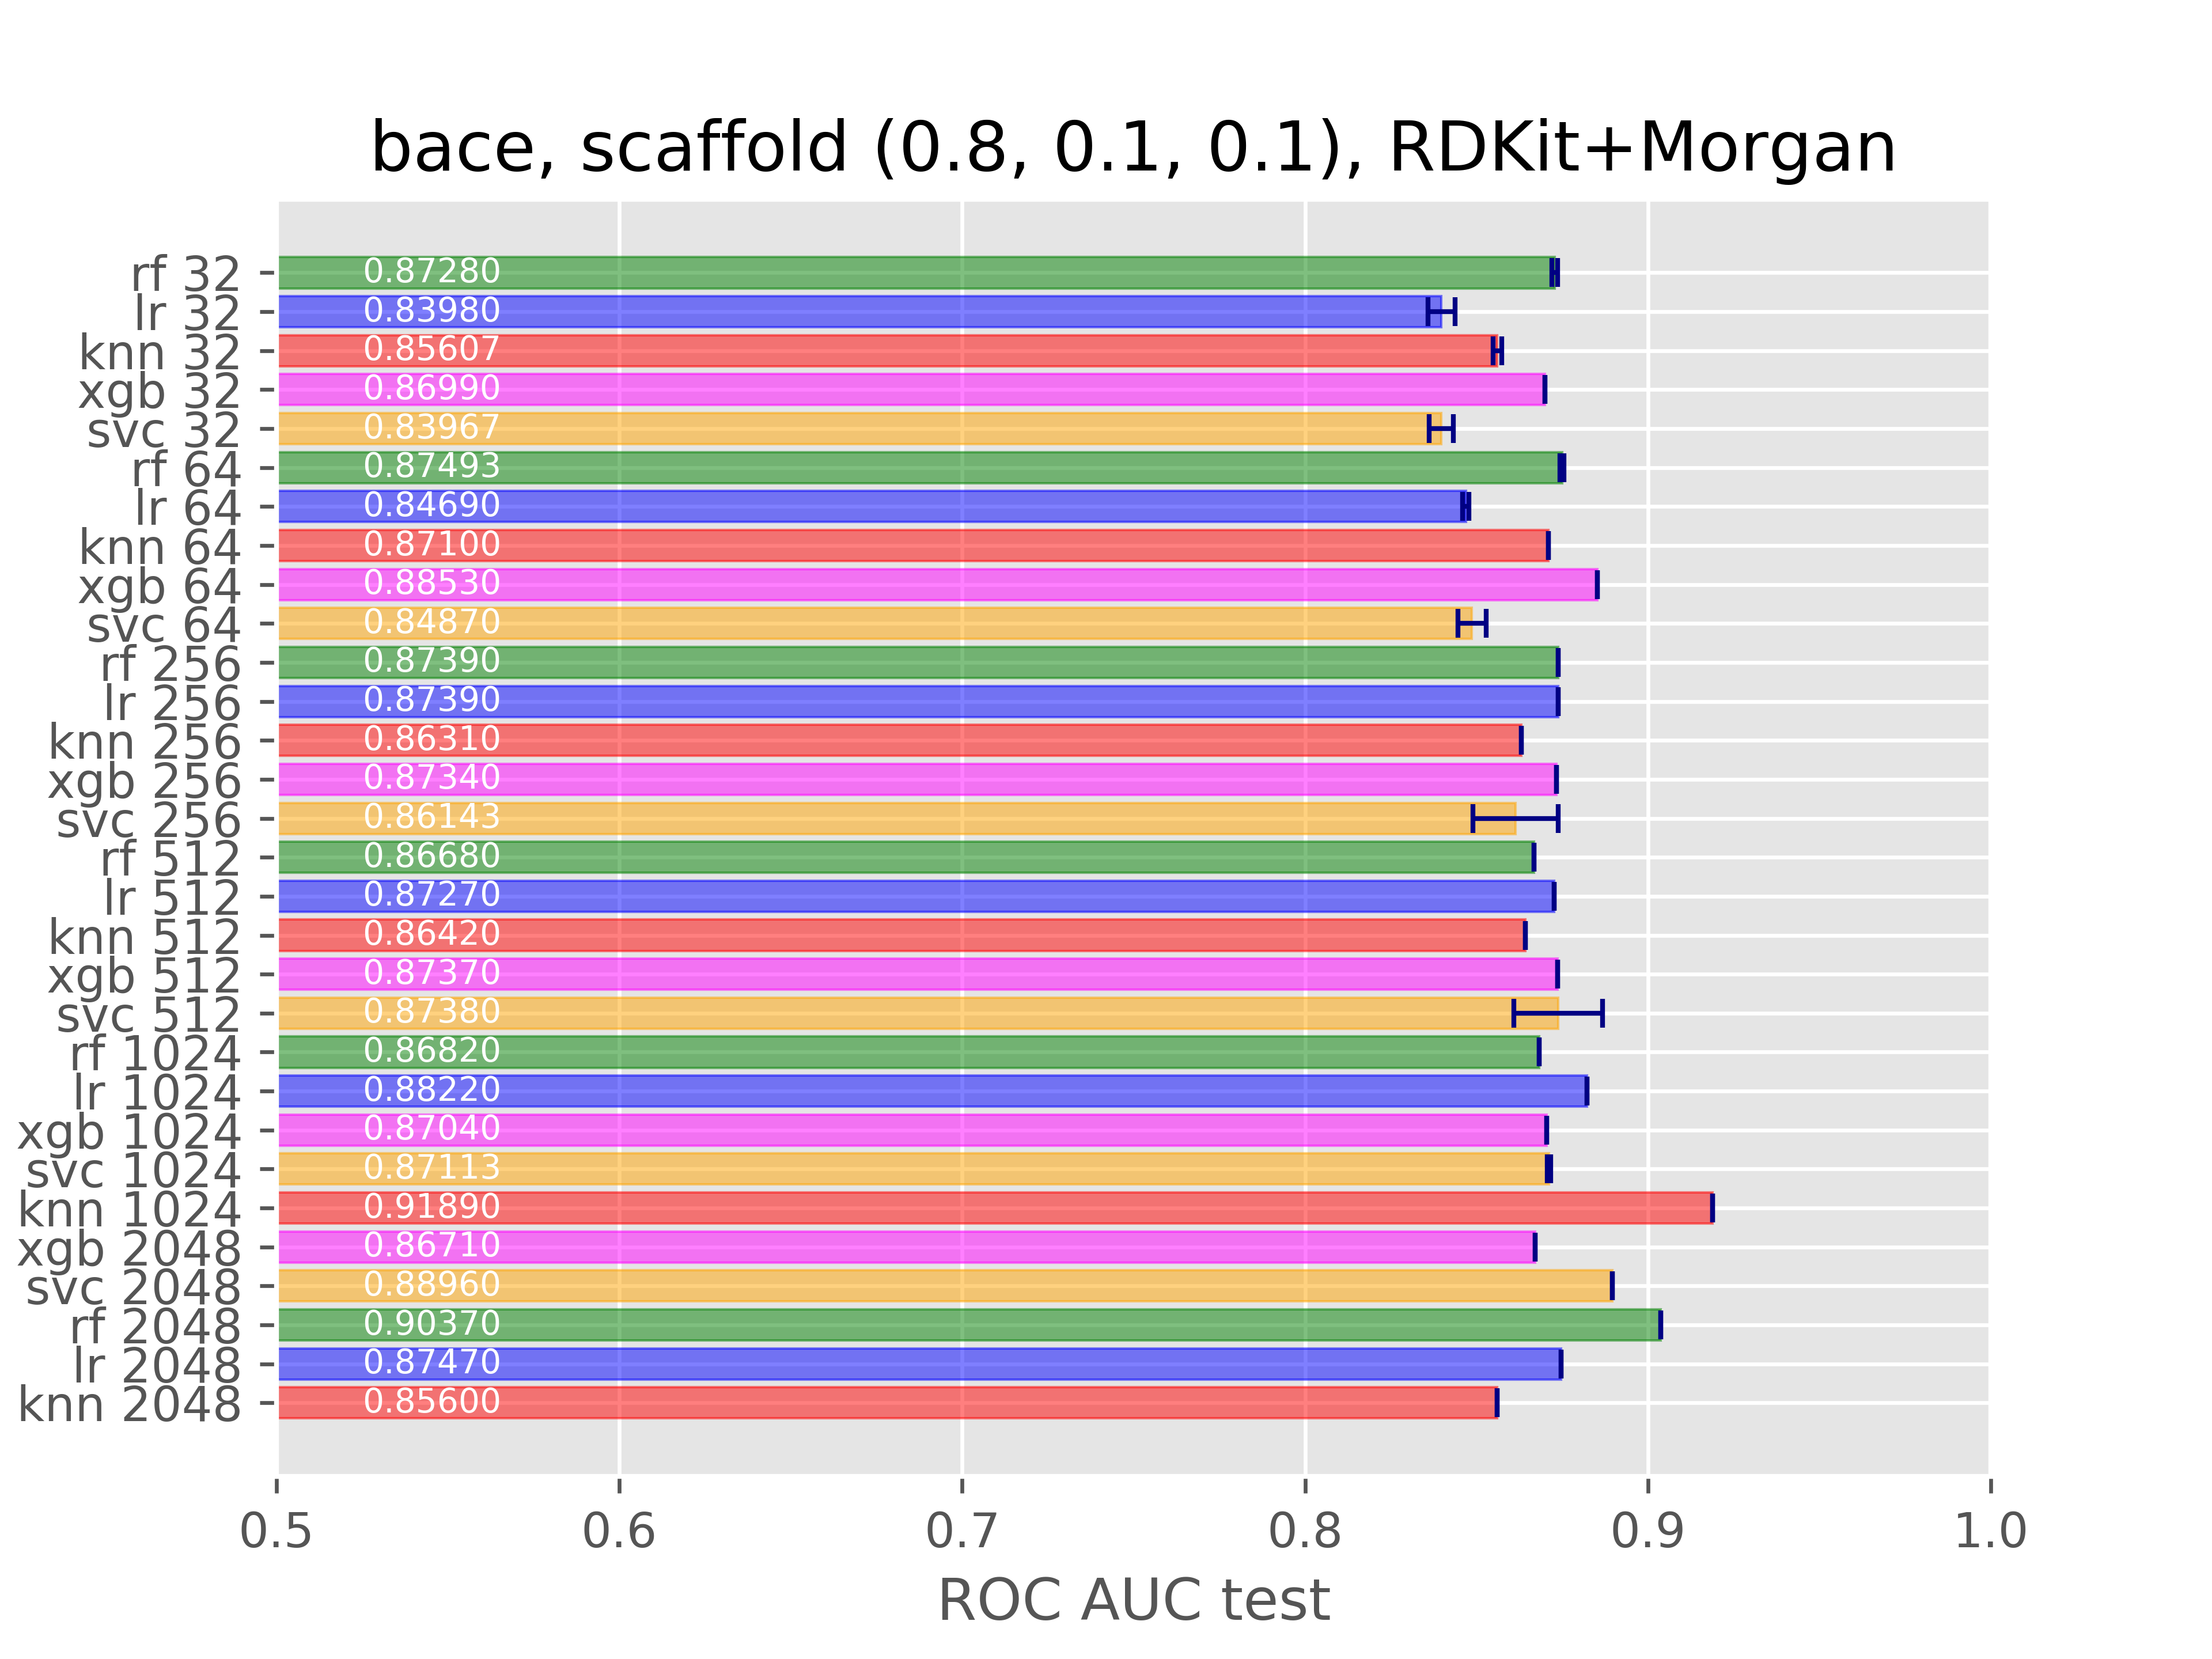 bace, scaffold (0.8, 0.1, 0.1), RDKit+Morgan
rf 32 0.87280
lr 32 0.83980
knn 32 0.85607
xgb 32 0.86990
svc 32 0.83967
rf 64 0.87493
lr 64 0.84690
knn 64 0.87100
xgb 64 0.88530
svc 64 0.84870
rf 256 0.87390
lr 256 0.87390
knn 256 0.86310
xgb 256 0.87340
svc 256 0.86143
rf 512 0.86680
lr 512 0.87270
knn 512 0.86420
xgb 512 0.87370
svc 512 0.87380
rf 1024 0.86820
lr 1024 0.88220
xgb 1024 0.87040
svc 1024 0.87113
knn 1024 0.91890
xgb 2048 0.86710
svc 2048 0.88960
rf 2048 0.90370
lr 2048 0.87470
knn 2048 0.85600
0.5 0.6 0.7 0.8 0.9 1.0
ROC AUC test